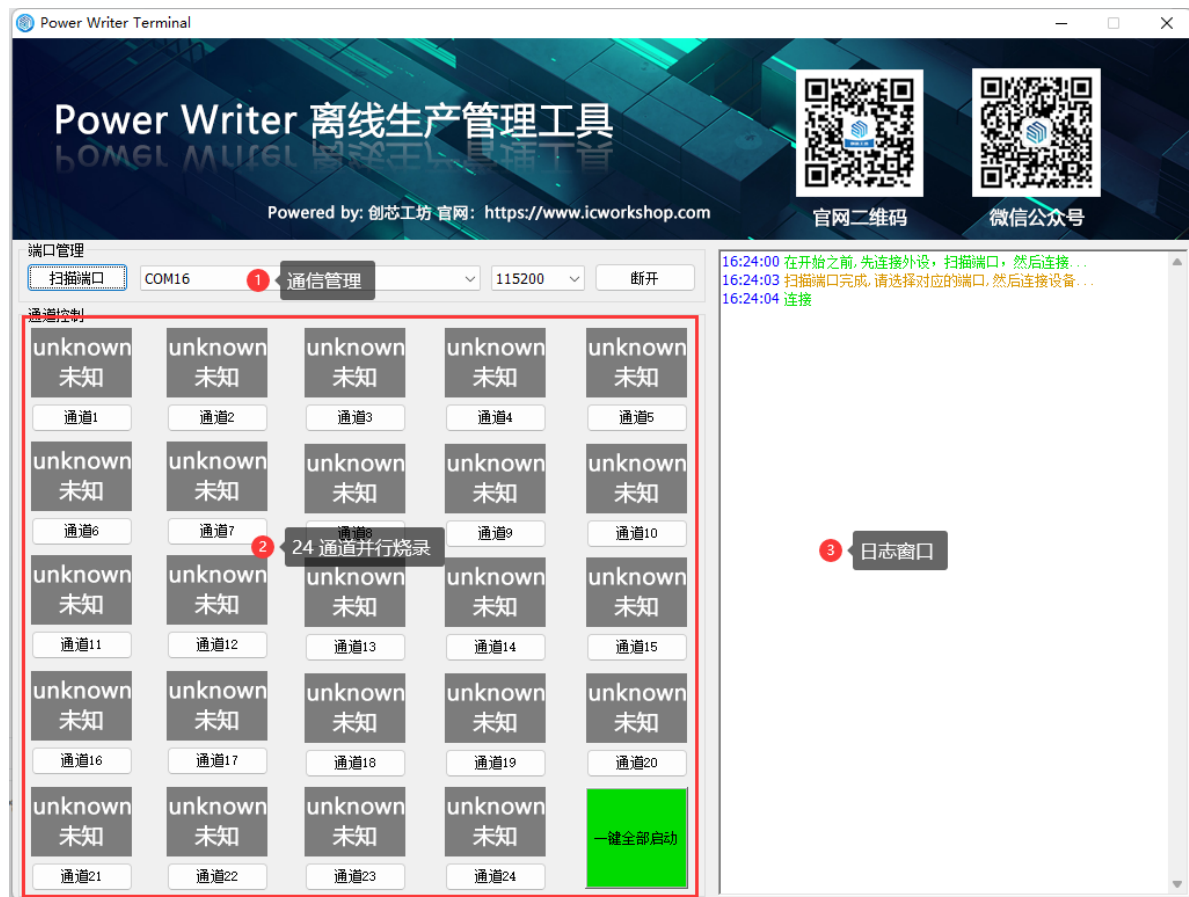 Power Writer Terminal
Power Writer 离线生产管理工具
Powered by: 创芯工坊 官网: https://www.icworkshop.com
官网二维码
微信公众号
端口管理
扫描端口 COM16 1 通信管理 115200 断开
通道控制
unknown unknown unknown unknown unknown
未知 未知 未知 未知 未知
通道1 通道2 通道3 通道4 通道5
unknown unknown unknown unknown unknown
未知 未知 未知 未知 未知
通道6 通道7 通道8 通道9 通道10
2 24 通道并行烧录
unknown unknown unknown unknown unknown
未知 未知 未知 未知 未知
通道11 通道12 通道13 通道14 通道15
unknown unknown unknown unknown unknown
未知 未知 未知 未知 未知
通道16 通道17 通道18 通道19 通道20
unknown unknown unknown unknown
未知 未知 未知 未知 一键全部启动
通道21 通道22 通道23 通道24
16:24:00 在开始之前,先连接外设，扫描端口，然后连接...
16:24:03 扫描端口完成,请选择对应的端口,然后连接设备...
16:24:04 连接
3 日志窗口